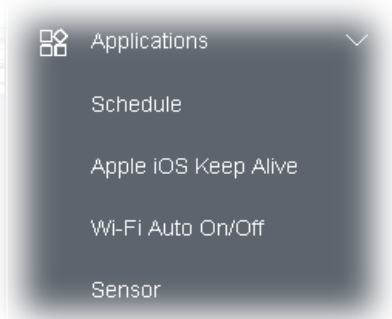 Applications
Schedule
Apple iOS Keep Alive
Wi-Fi Auto On/Off
Sensor